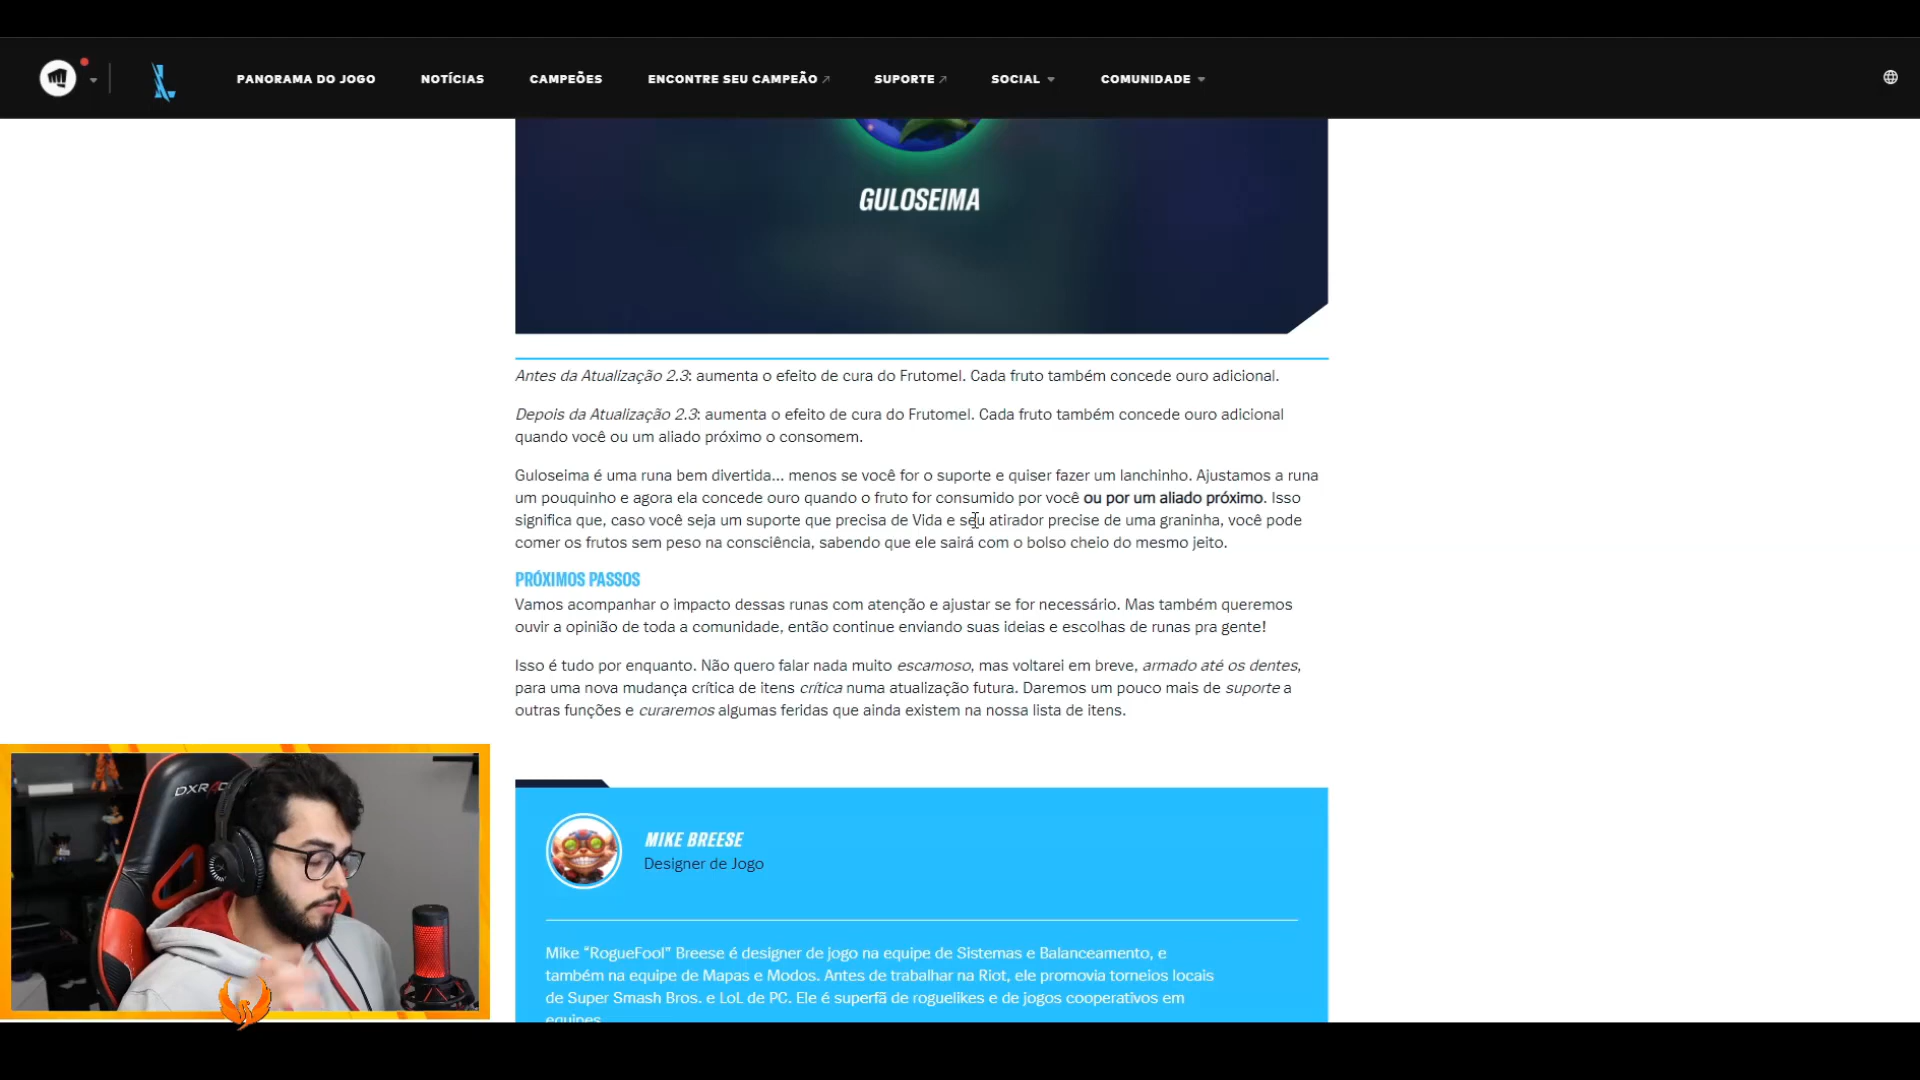 PANORAMA DO JOGO NOTÍCIAS CAMPEÕES ENCONTRE SEU CAMPEÃO SUPORTE SOCIAL COMUNIDADE
GULOSEIMA
Antes da Atualização 2.3: aumenta o efeito de cura do Frutomel. Cada fruto também concede ouro adicional.
Depois da Atualização 2.3: aumenta o efeito de cura do Frutomel. Cada fruto também concede ouro adicional
quando você ou um aliado próximo o consomem.
Guloseima é uma runa bem divertida... menos se você for o suporte e quiser fazer um lanchinho. Ajustamos a runa
um pouquinho e agora ela concede ouro quando o fruto for consumido por você ou por um aliado próximo. Isso
significa que, caso você seja um suporte que precisa de Vida e seu atirador precise de uma graninha, você pode
comer os frutos sem peso na consciência, sabendo que ele sairá com o bolso cheio do mesmo jeito.
PRÓXIMOS PASSOS
Vamos acompanhar o impacto dessas runas com atenção e ajustar se for necessário. Mas também queremos
ouvir a opinião de toda a comunidade, então continue enviando suas ideias e escolhas de runas pra gente!
Isso é tudo por enquanto. Não quero falar nada muito escamoso, mas voltarei em breve, armado até os dentes,
para uma nova mudança crítica de itens crítica numa atualização futura. Daremos um pouco mais de suporte a
outras funções e curaremos algumas feridas que ainda existem na nossa lista de itens.
MIKE BREESE
Designer de Jogo
Mike “RogueFool” Breese é designer de jogo na equipe de Sistemas e Balanceamento, e
também na equipe de Mapas e Modos. Antes de trabalhar na Riot, ele promovia torneios locais
de Super Smash Bros. e LoL de PC. Ele é superfã de roguelikes e de jogos cooperativos em
equipes